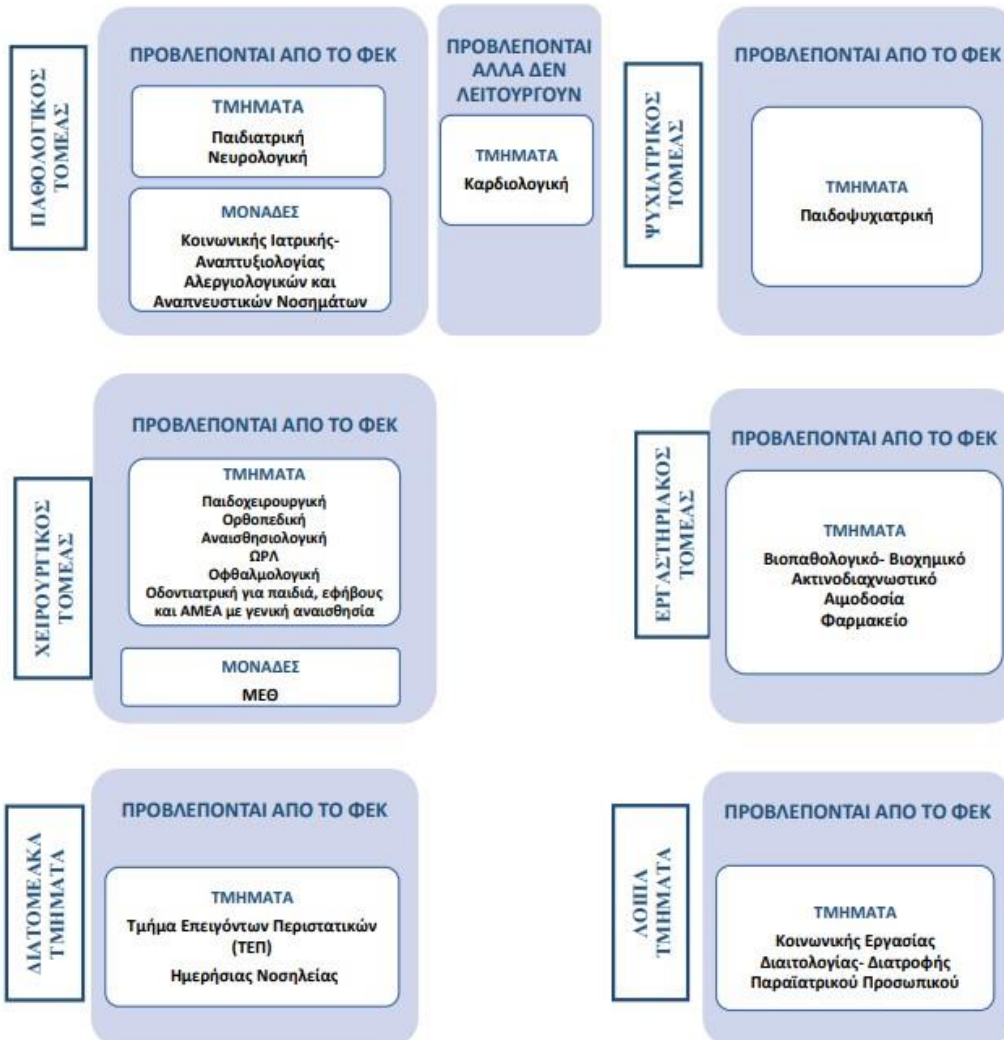 ΠΑΘΟΛΟΓΙΚΟΣ
ΤΟΜΕΑΣ
ΠΡΟΒΛΕΠΟΝΤΑΙ ΑΠΟ ΤΟ ΦΕΚ
ΤΜΗΜΑΤΑ
Παιδιατρική
Νευρολογική
ΜΟΝΑΔΕΣ
Κοινωνικής Ιατρικής-
Αναπτυξιολογίας
Αλεργιολογικών και
Αναπνευστικών Νοσημάτων
ΠΡΟΒΛΕΠΟΝΤΑΙ
ΑΛΛΑ ΔΕΝ
ΛΕΙΤΟΥΡΓΟΥΝ
ΤΜΗΜΑΤΑ
Καρδιολογική
ΨΥΧΙΑΤΡΙΚΟΣ
ΤΟΜΕΑΣ
ΠΡΟΒΛΕΠΟΝΤΑΙ ΑΠΟ ΤΟ ΦΕΚ
ΤΜΗΜΑΤΑ
Παιδοψυχιατρική
ΧΕΙΡΟΥΡΓΙΚΟΣ
ΤΟΜΕΑΣ
ΠΡΟΒΛΕΠΟΝΤΑΙ ΑΠΟ ΤΟ ΦΕΚ
ΤΜΗΜΑΤΑ
Παιδοχειρουργική
Ορθοπεδική
Αναισθησιολογική
ΩΡΛ
Οφθαλμολογική
Οδοντιατρική για παιδιά, εφήβους
και ΑΜΕΑ με γενική αναισθησία
ΜΟΝΑΔΕΣ
ΜΕΘ
ΕΡΓΑΣΤΗΡΙΑΚΟΣ
ΤΟΜΕΑΣ
ΠΡΟΒΛΕΠΟΝΤΑΙ ΑΠΟ ΤΟ ΦΕΚ
ΤΜΗΜΑΤΑ
Βιοπαθολογικό- Βιοχημικό
Ακτινοδιαχνωστικό
Αιμοδοσία
Φαρμακείο
ΔΙΑΤΟΜΕΑΚΑ
ΤΜΗΜΑΤΑ
ΠΡΟΒΛΕΠΟΝΤΑΙ ΑΠΟ ΤΟ ΦΕΚ
ΤΜΗΜΑΤΑ
Τμήμα Επειγόντων Περιστατικών
(ΤΕΠ)
Ημερήσιας Νοσηλείας
ΛΟΙΠΑ
ΤΜΗΜΑΤΑ
ΠΡΟΒΛΕΠΟΝΤΑΙ ΑΠΟ ΤΟ ΦΕΚ
ΤΜΗΜΑΤΑ
Κοινωνικής Εργασίας
Διαιτολογίας- Διατροφής
Παραϊατρικού Προσωπικού